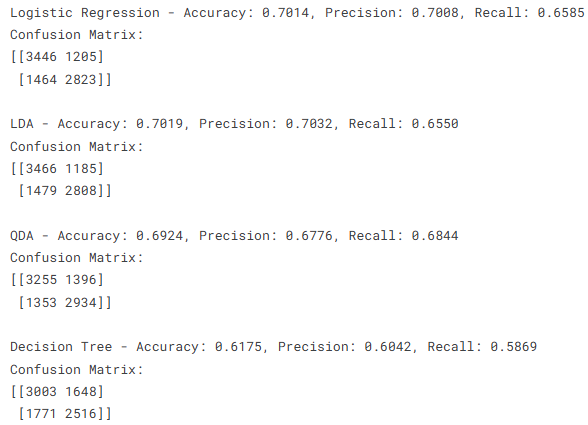 Logistic Regression - Accuracy: 0.7014, Precision: 0.7008, Recall: 0.6585
Confusion Matrix:
[[3446 1205]
[1464 2823]]
LDA - Accuracy: 0.7019, Precision: 0.7032, Recall: 0.6550
Confusion Matrix:
[[3466 1185]
[1479 2808]]
QDA - Accuracy: 0.6924, Precision: 0.6776, Recall: 0.6844
Confusion Matrix:
[[3255 1396]
[1353 2934]]
Decision Tree - Accuracy: 0.6175, Precision: 0.6042, Recall: 0.5869
Confusion Matrix:
[[3003 1648]
[1771 2516]]